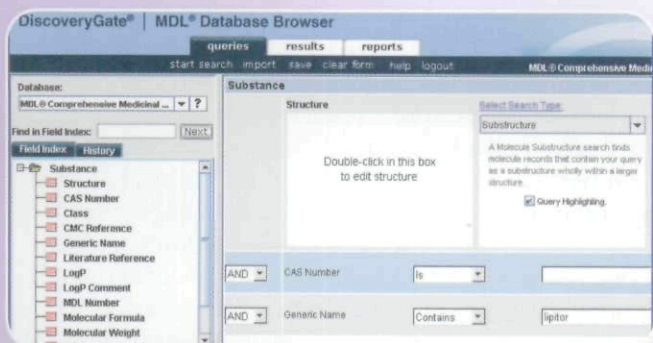 DiscoveryGate® | MDL® Database Browser
queries results reports
start search import save clear form help logout MDL® Comprehensive
Database:
MDL® Comprehensive Medicinal ... ?
Find in Field Index: Next
Field Index History
Substance
Structure
CAS Number
Class
CMC Reference
Generic Name
Literature Reference
LogP
LogP Comment
MDL Number
Molecular Formula
Molecular Weight
Substance
Structure
Double-click in this box
to edit structure
Select Search Type:
Substructure
A Molecule Substructure search finds
molecule records that contain your query
as a substructure wholly within a larger
structure
Query Highlighting.
AND CAS Number Is
AND Generic Name Contains lipitor